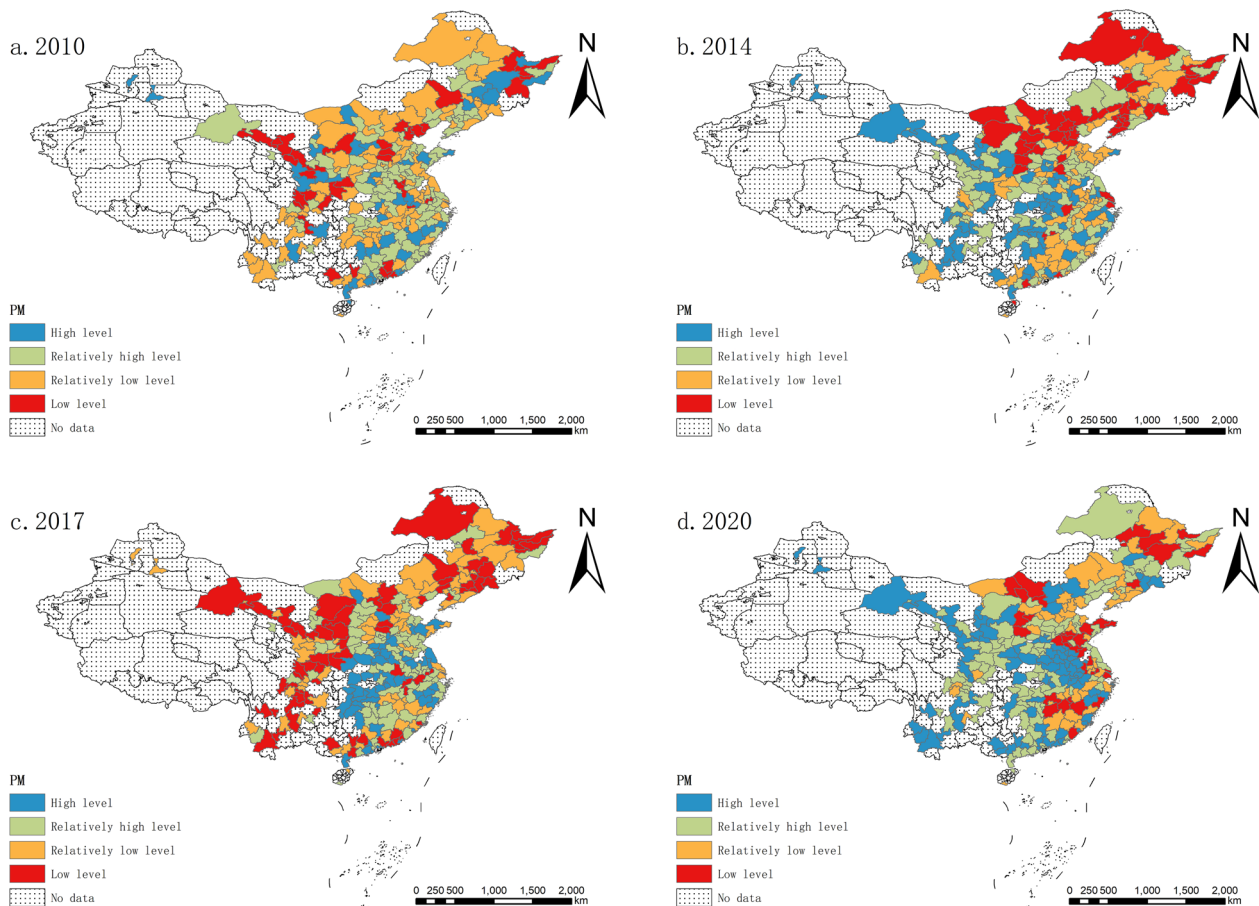 a. 2010
N
PM
High level
Relatively high level
Relatively low level
Low level
No data
0 250 500 1,000 1,500 2,000
km
b. 2014
N
PM
High level
Relatively high level
Relatively low level
Low level
No data
0 250 500 1,000 1,500 2,000
km
c. 2017
N
PM
High level
Relatively high level
Relatively low level
Low level
No data
0 250 500 1,000 1,500 2,000
km
d. 2020
N
PM
High level
Relatively high level
Relatively low level
Low level
No data
0 250 500 1,000 1,500 2,000
km